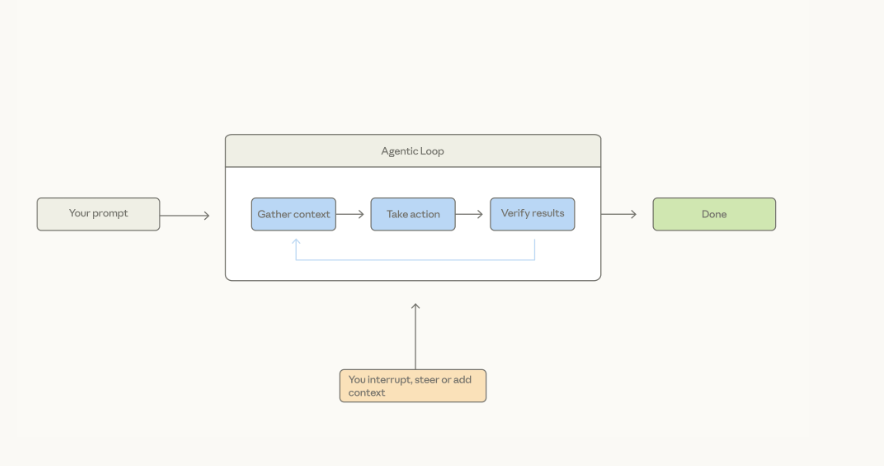 Agentic Loop
Your prompt
Gather context
Take action
Verify results
Done
You interrupt, steer or add
context